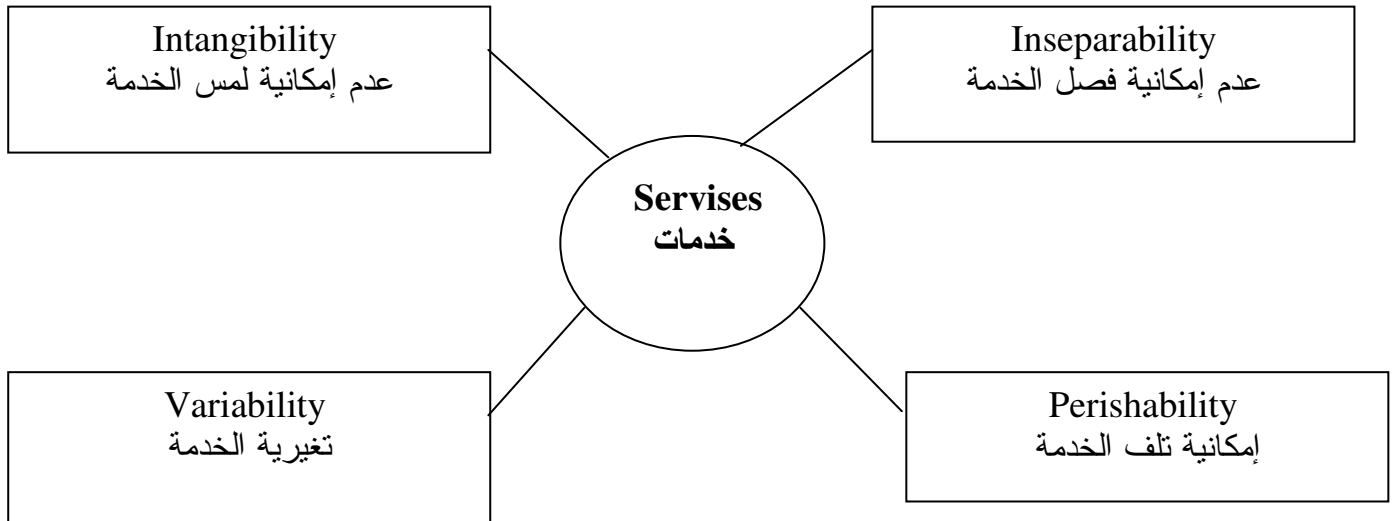 Intangibility
عدم إمكانية لمس الخدمة
Inseparability
عدم إمكانية فصل الخدمة
Servises
خدمات
Variability
تغيرية الخدمة
Perishability
إمكانية تلف الخدمة